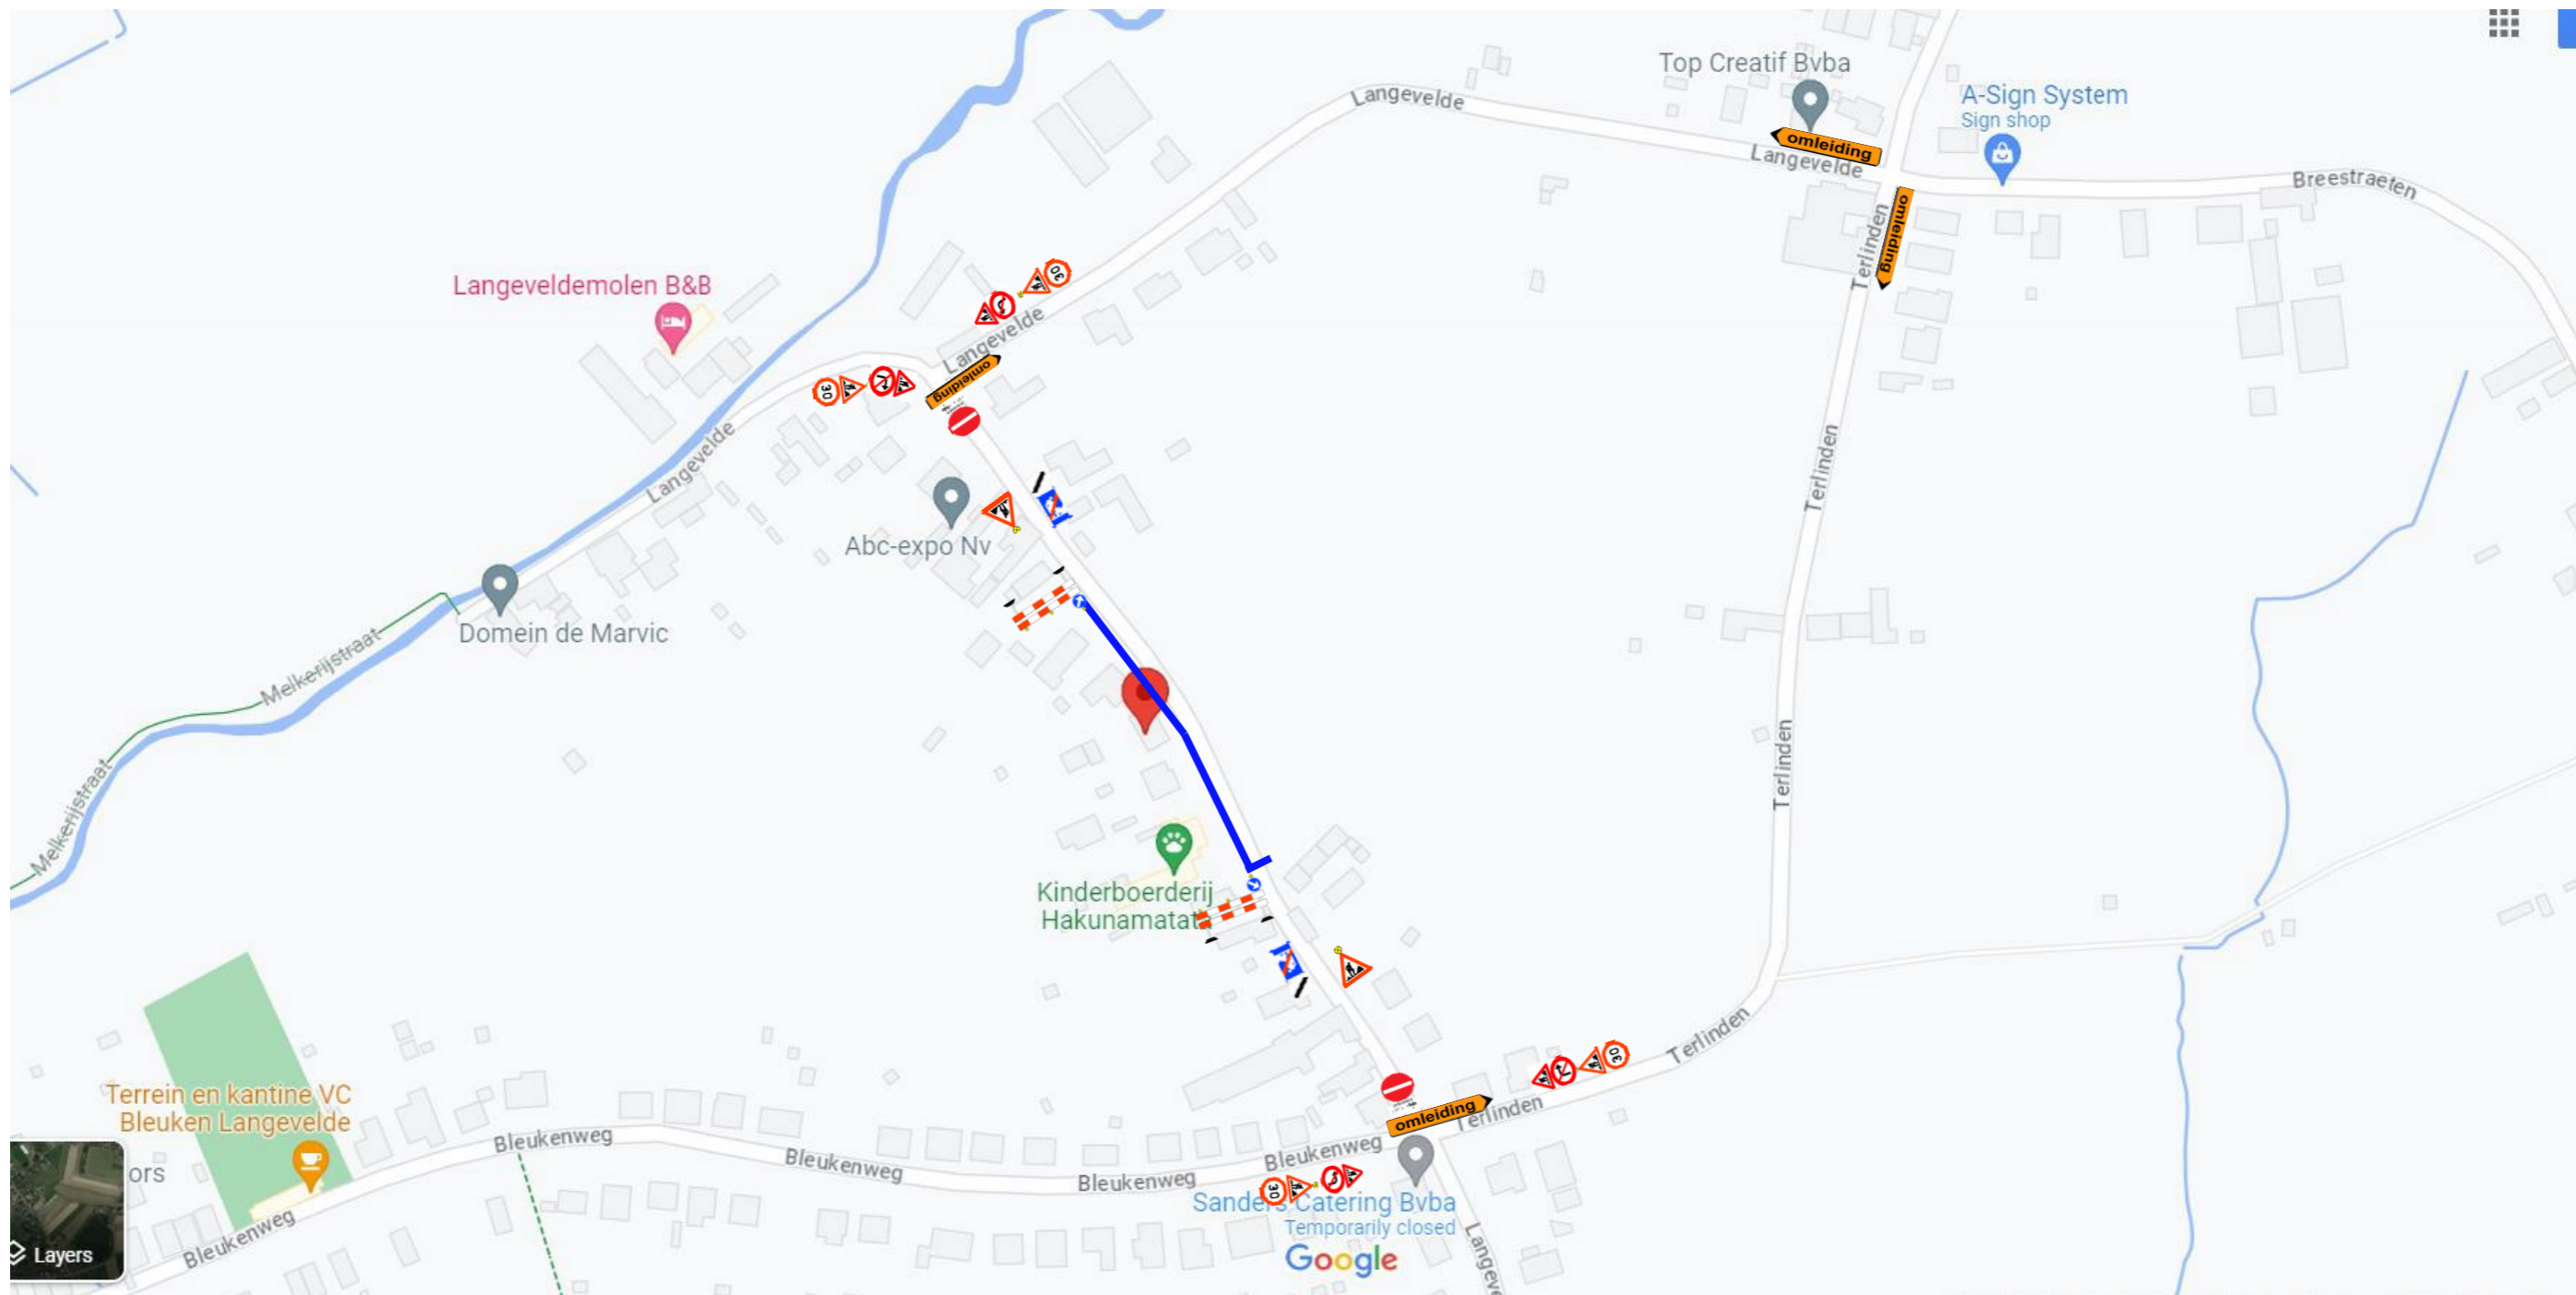 Top Creatif Bvba
A-Sign System
Sign shop
Langevelde
omleiding
Langevelde
Breestraeten
omleiding
Terlinden
Langeveldemolen B&B
30
Langevelde
omleiding
30
Langevelde
Terlinden
Abc-expo Nv
Domein de Marvic
Melkerijstraat
Terlinden
Melkerijstraat
Kinderboerderij
Hakunamatata
Terlinden
30
Terrein en kantine VC
Bleuken Langevelde
omleiding
Terlinden
Bleukenweg
Bleukenweg
Bleukenweg
Bleukenweg
ors
30
Sanders Catering Bvba
Temporarily closed
Bleukenweg
Langeve
Layers
Google